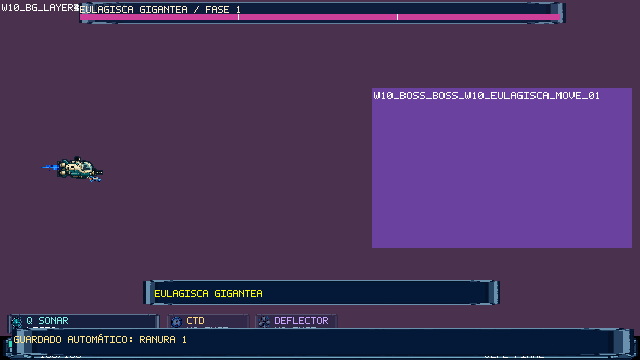 W10_BG_LAYER
EULAGISCA GIGANTEA / FASE 1
W10_BOSS_BOSS_W10_EULAGISCA_MOVE_01
EULAGISCA GIGANTEA
Q SONAR
CTD
DEFLECTOR
GUARDADO AUTOMÁTICO: RANURA 1